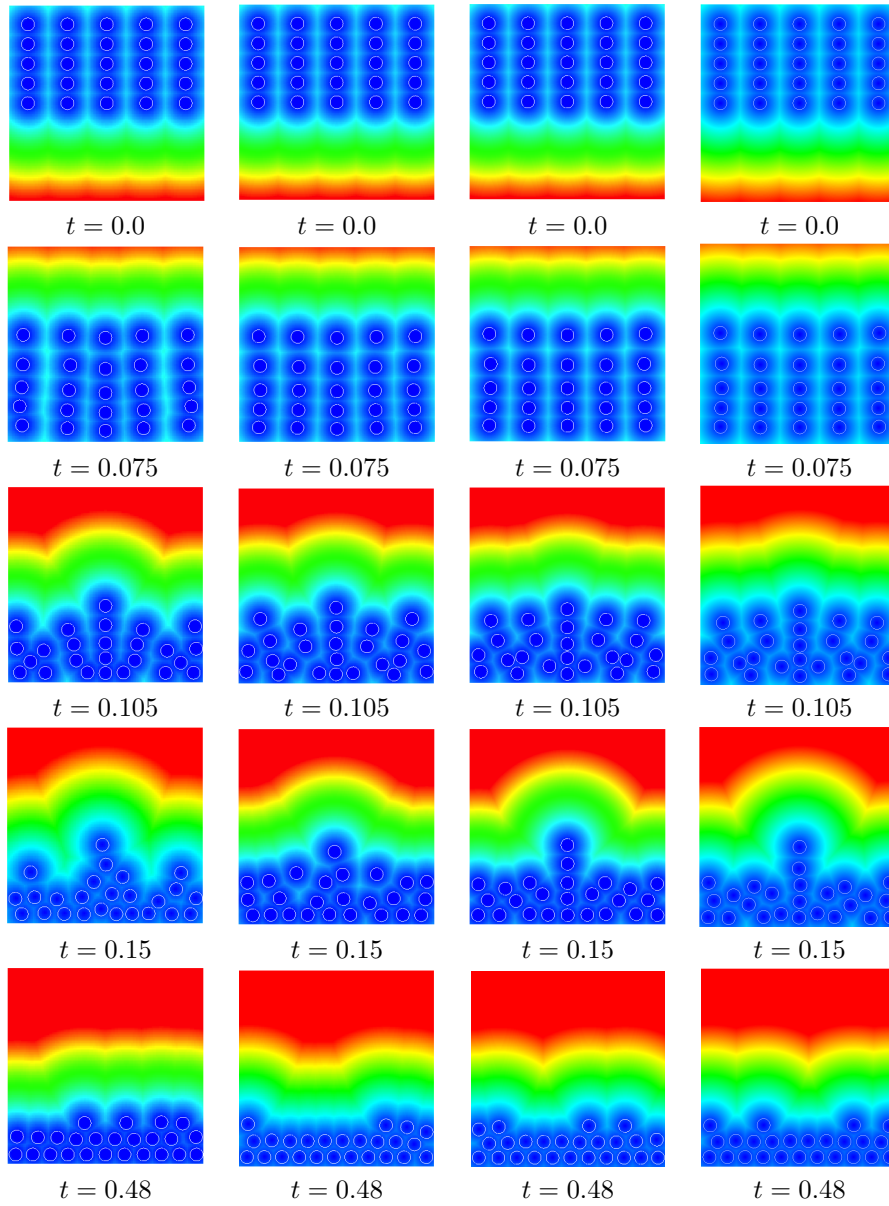 t = 0.0 t = 0.0 t = 0.0 t = 0.0
t = 0.075 t = 0.075 t = 0.075 t = 0.075
t = 0.105 t = 0.105 t = 0.105 t = 0.105
t = 0.15 t = 0.15 t = 0.15 t = 0.15
t = 0.48 t = 0.48 t = 0.48 t = 0.48